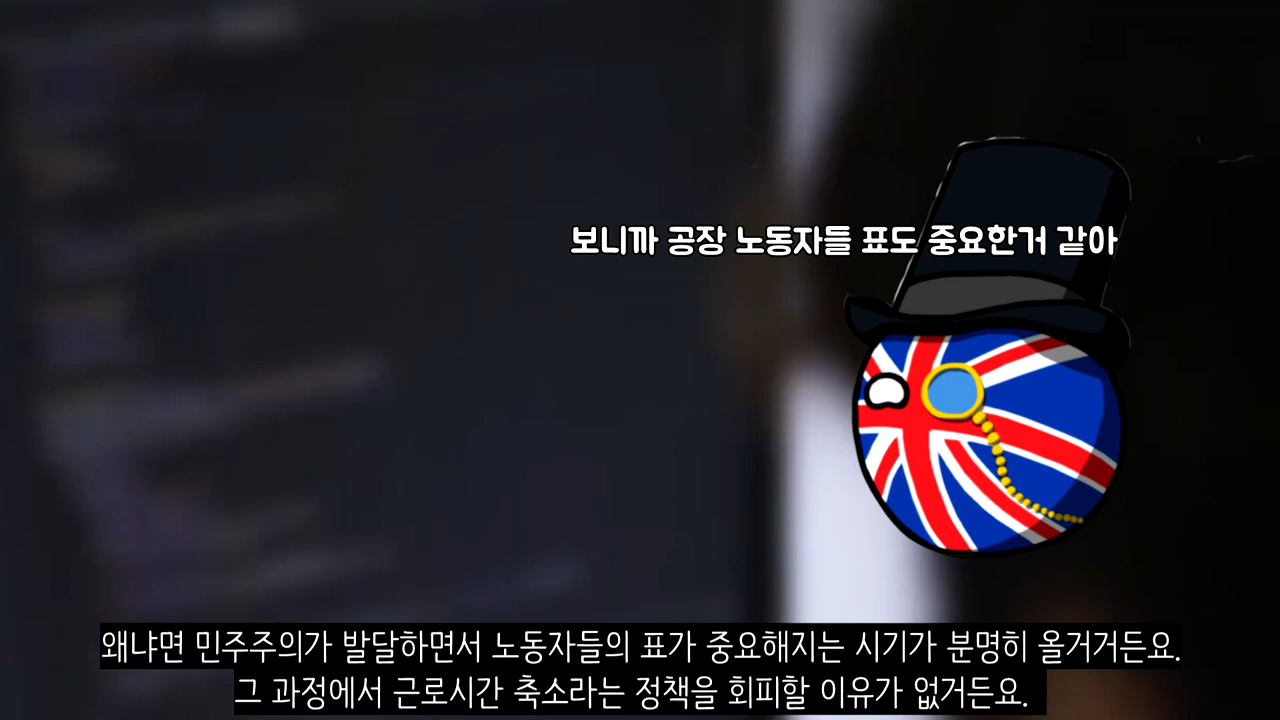 보니까 공장 노동자들 표도 중요한거 같아
왜냐면 민주주의가 발달하면서 노동자들의 표가 중요해지는 시기가 분명히 올거거든요.
그 과정에서 근로시간 축소라는 정책을 회피할 이유가 없거든요.